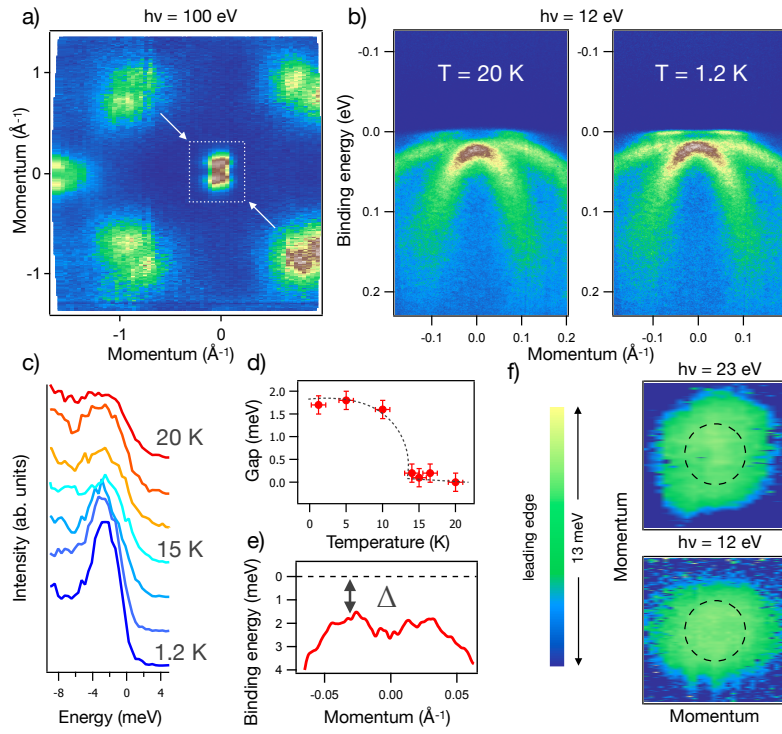 a)
hν = 100 eV
Momentum (Å-1)
1
0
-1
-1
0
1
Momentum (Å-1)
b)
hν = 12 eV
Binding energy (eV)
-0.1
0.0
0.1
0.2
T = 20 K
T = 1.2 K
-0.1
0.0
0.1
0.2
-0.1
0.0
0.1
Momentum (Å-1)
c)
Intensity (ab. units)
20 K
15 K
1.2 K
-9
-6
-3
0
3
Energy (meV)
d)
Gap (meV)
2.0
1.5
1.0
0.5
0.0
0
5
10
15
20
Temperature (K)
e)
Binding energy (meV)
0
1
2
3
4
Δ
-0.05
0.00
0.05
Momentum (Å-1)
f)
leading edge
13 meV
hν = 23 eV
Momentum
hν = 12 eV
Momentum